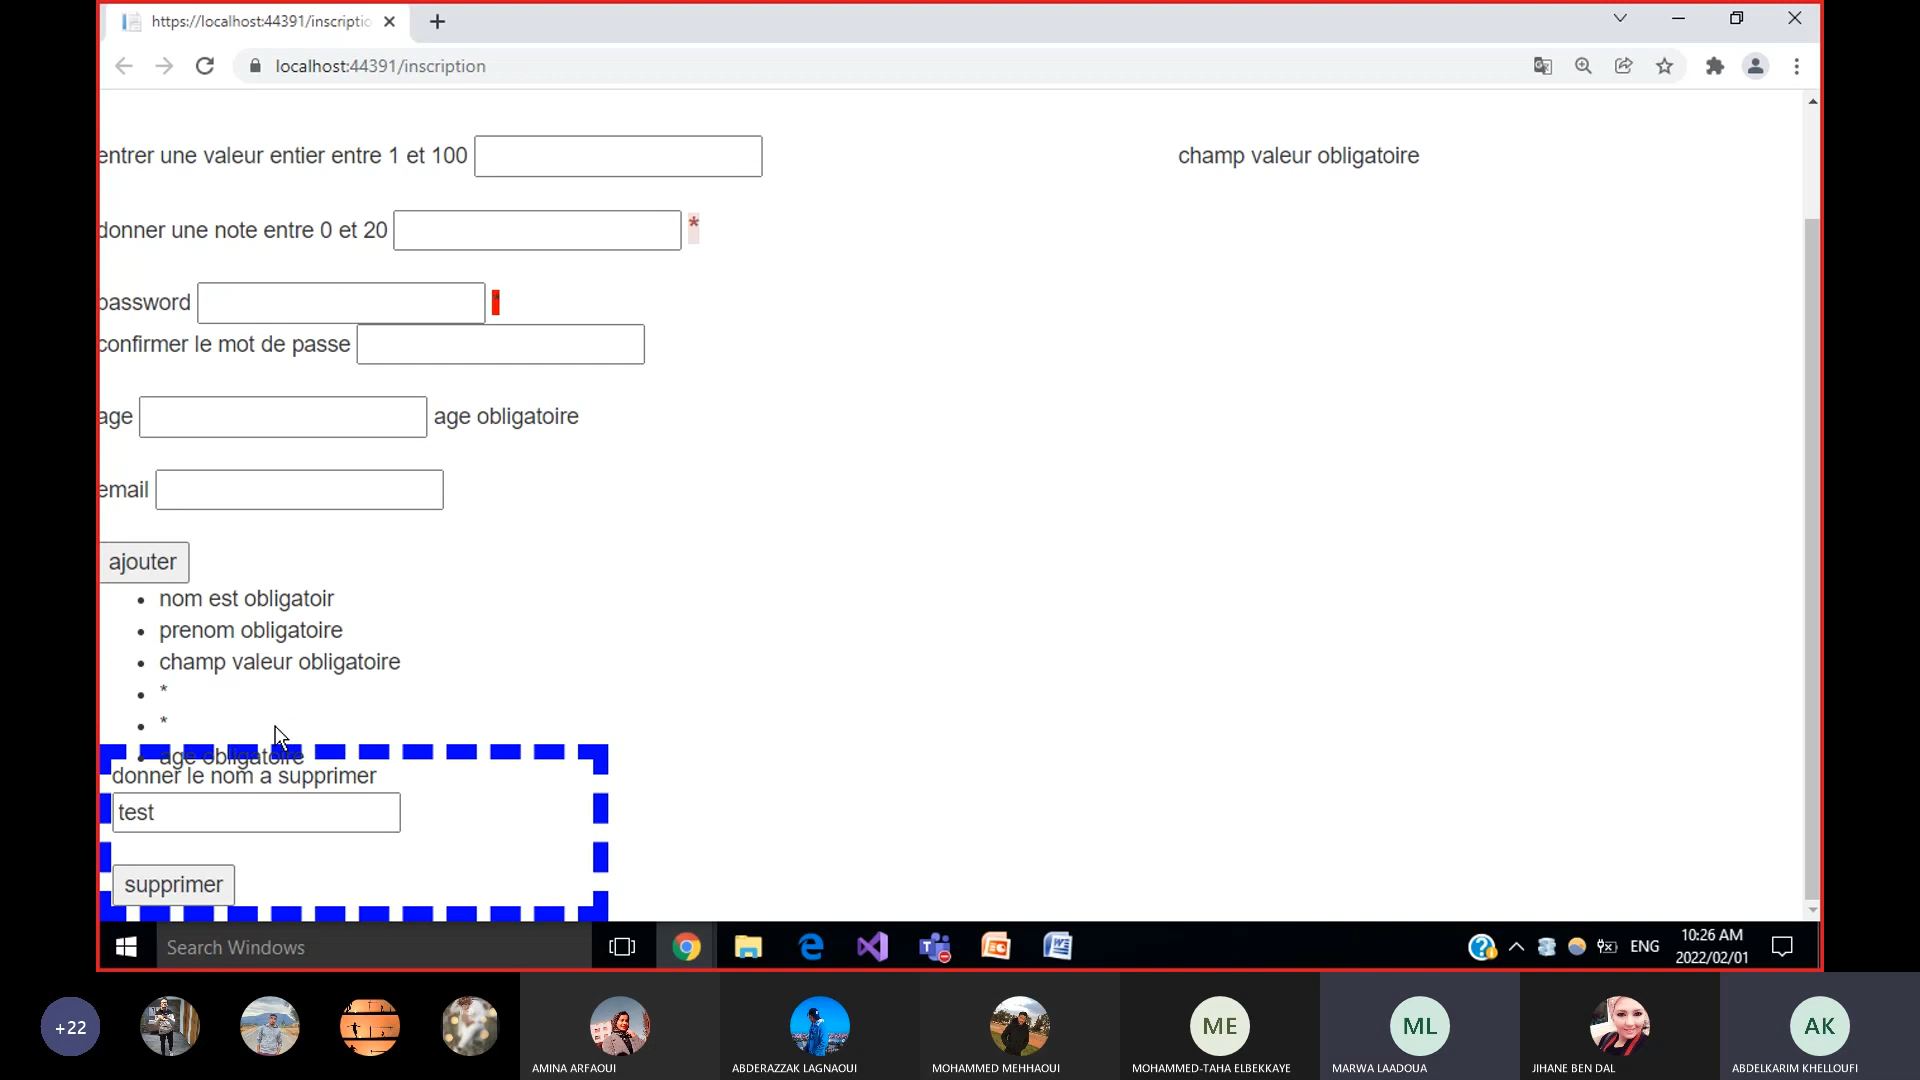 https://localhost:44391/inscriptio
localhost:44391/inscription
entrer une valeur entier entre 1 et 100
champ valeur obligatoire
donner une note entre 0 et 20 *
password
confirmer le mot de passe
age
age obligatoire
email
ajouter
nom est obligatoir
prenom obligatoire
champ valeur obligatoire
*
*
age obligatoire
donner le nom a supprimer
test
supprimer
Search Windows
ENG
10:26 AM
2022/02/01
+22
ME
ML
AK
AMINA ARFAOUI
ABDERAZZAK LAGNAOUI
MOHAMMED MEHHAOUI
MOHAMMED-TAHA ELBEKKAYE
MARWA LAADOUA
JIHANE BEN DAL
ABDELKARIM KHELLOUFI